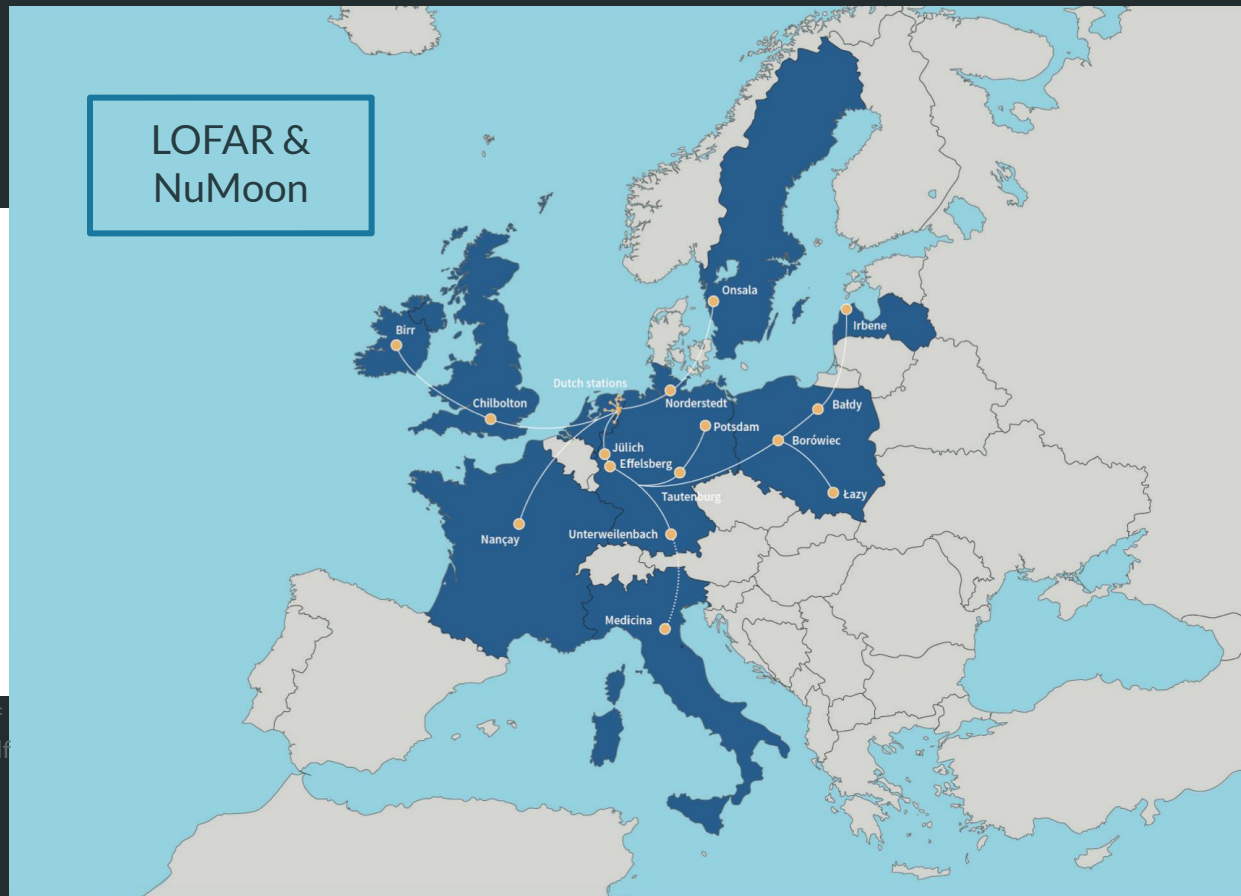 LOFAR &
NuMoon
Onsala
Irbene
Birr
Dutch stations
Chilbolton
Norderstedt
Bałdy
Potsdam
Borówiec
Jülich
Effelsberg
Tautenburg
Łazy
Nançay
Unterweilenbach
Medicina